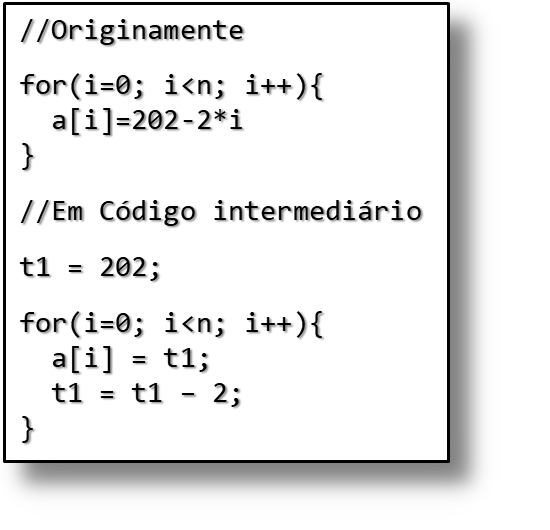 //Originamente
for(i=0; i<n; i++){
  a[i]=202-2*i
}
//Em Código intermediário
t1 = 202;
for(i=0; i<n; i++){
  a[i] = t1;
  t1 = t1 – 2;
}